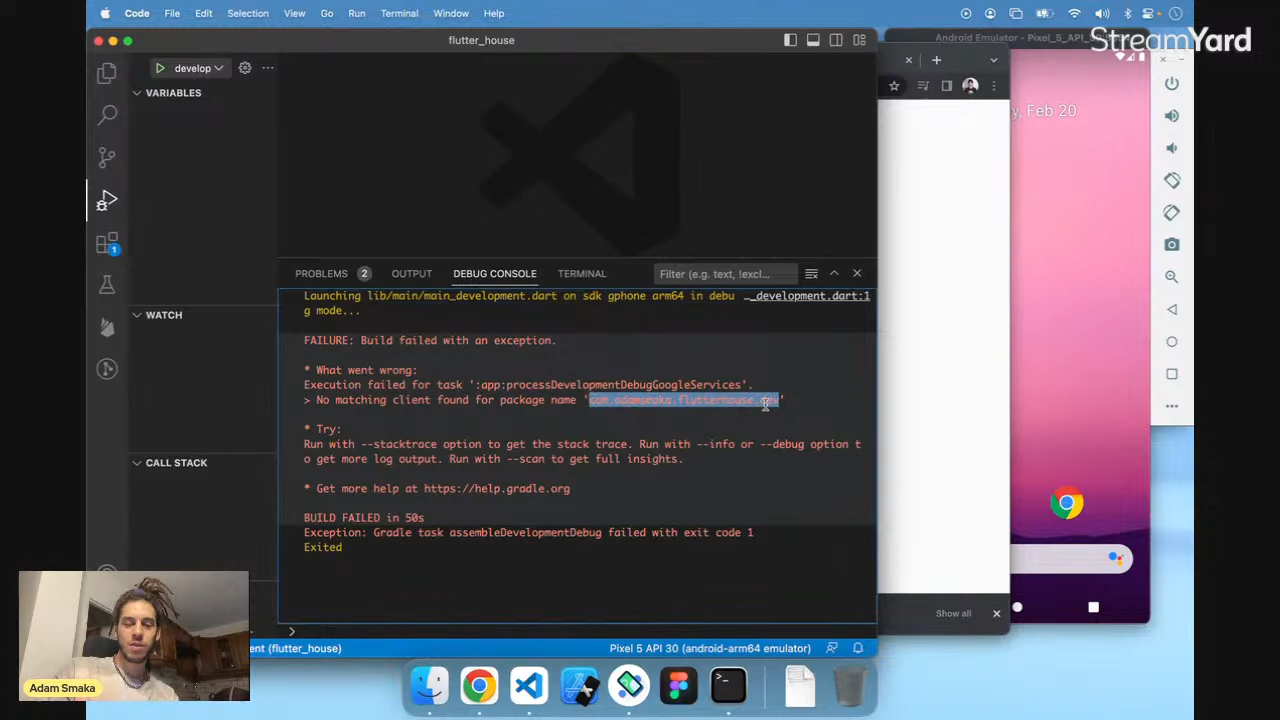 Code File Edit Selection View Go Run Terminal Window Help
flutter_house
Android Emulator - Pixel_5_API_
StreamYard
develop
VARIABLES
y, Feb 20
PROBLEMS 2 OUTPUT DEBUG CONSOLE TERMINAL Filter (e.g. text, !excl...
Launching lib/main/main_development.dart on sdk gphone arm64 in debu …_development.dart:1
g mode...
WATCH
FAILURE: Build failed with an exception.
* What went wrong:
Execution failed for task ':app:processDevelopmentDebugGoogleServices'.
> No matching client found for package name 'com.adamsmaka.flutterhouse.dev'
* Try:
Run with --stacktrace option to get the stack trace. Run with --info or --debug option t
o get more log output. Run with --scan to get full insights.
CALL STACK
* Get more help at https://help.gradle.org
BUILD FAILED in 50s
Exception: Gradle task assembleDevelopmentDebug failed with exit code 1
Exited
Show all
ent (flutter_house) Pixel 5 API 30 (android-arm64 emulator)
Adam Smaka